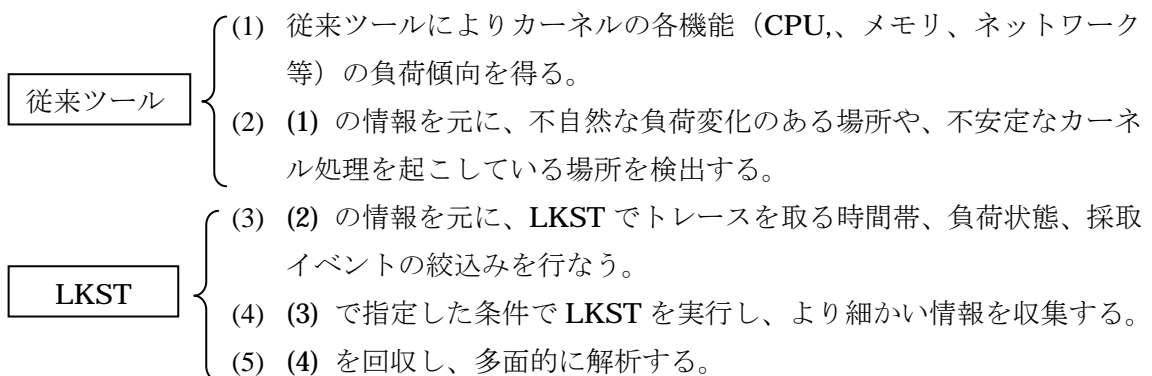 (1) 従来ツールによりカーネルの各機能（CPU,、メモリ、ネットワーク
等）の負荷傾向を得る。
従来ツール
(2) (1) の情報を元に、不自然な負荷変化のある場所や、不安定なカーネ
ル処理を起こしている場所を検出する。
(3) (2) の情報を元に、LKST でトレースを取る時間帯、負荷状態、採取
イベントの絞込みを行なう。
LKST
(4) (3) で指定した条件で LKST を実行し、より細かい情報を収集する。
(5) (4) を回収し、多面的に解析する。